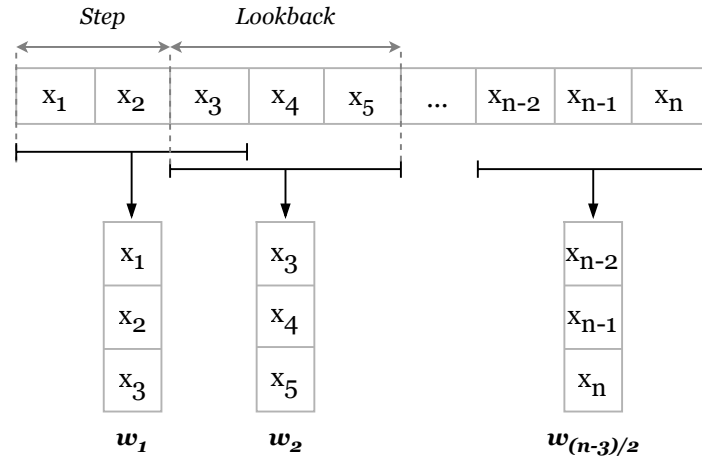 Step Lookback
x1 x2 x3 x4 x5 ... xn-2 xn-1 xn
x1 x3 xn-2
x2 x4 xn-1
x3 x5 xn
w1 w2 w(n-3)/2